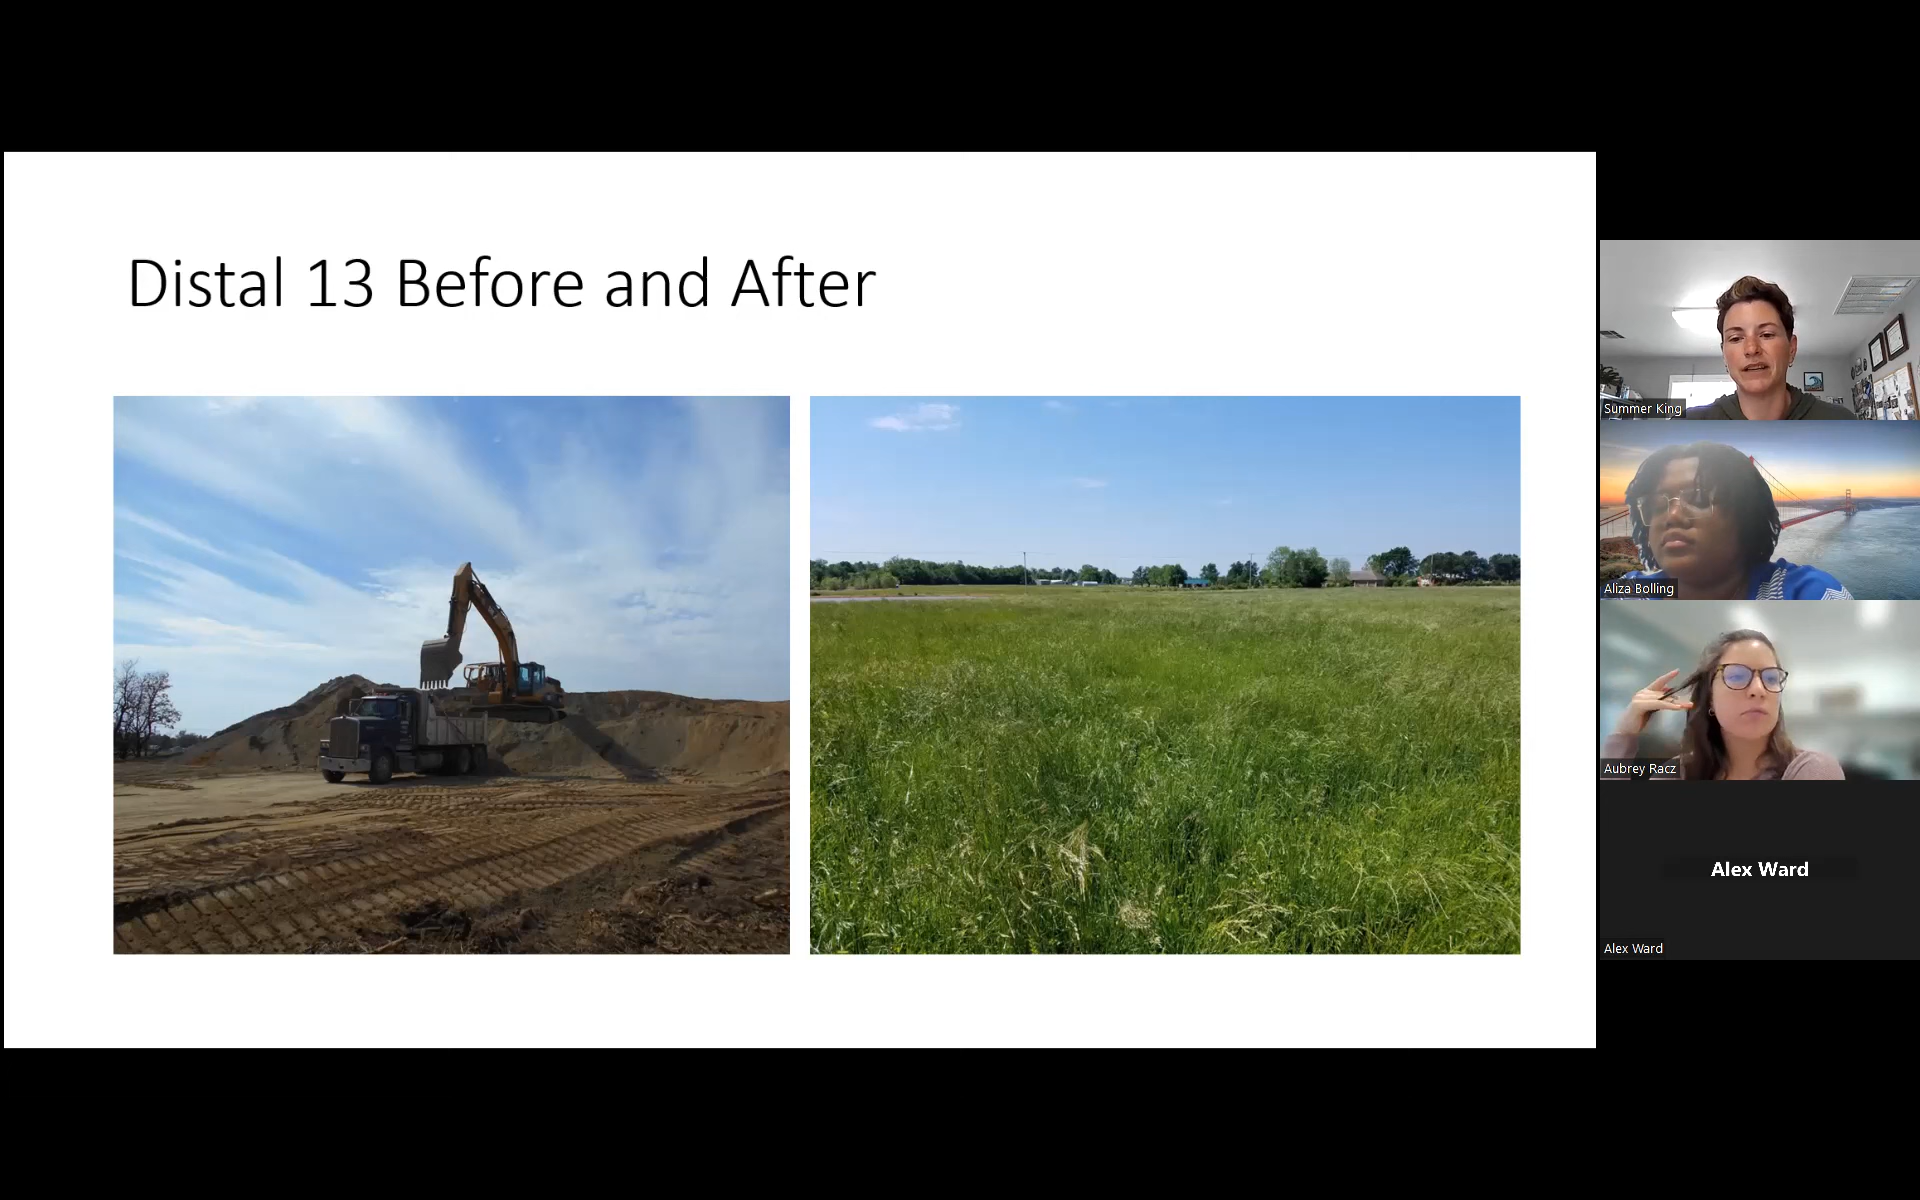 Distal 13 Before and After
Summer King
Aliza Bolling
Aubrey Racz
Alex Ward
Alex Ward